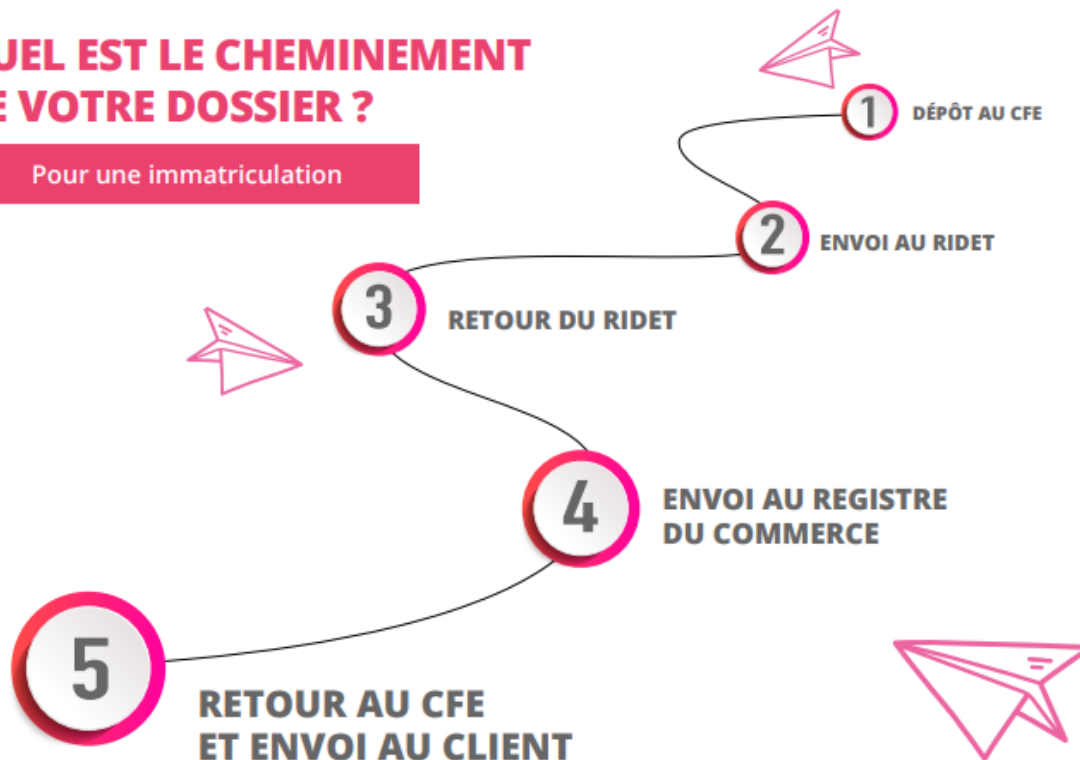 UEL EST LE CHEMINEMENT
E VOTRE DOSSIER ?
Pour une immatriculation
1
DÉPÔT AU CFE
2
ENVOI AU RIDET
3
RETOUR DU RIDET
4
ENVOI AU REGISTRE
DU COMMERCE
5
RETOUR AU CFE
ET ENVOI AU CLIENT